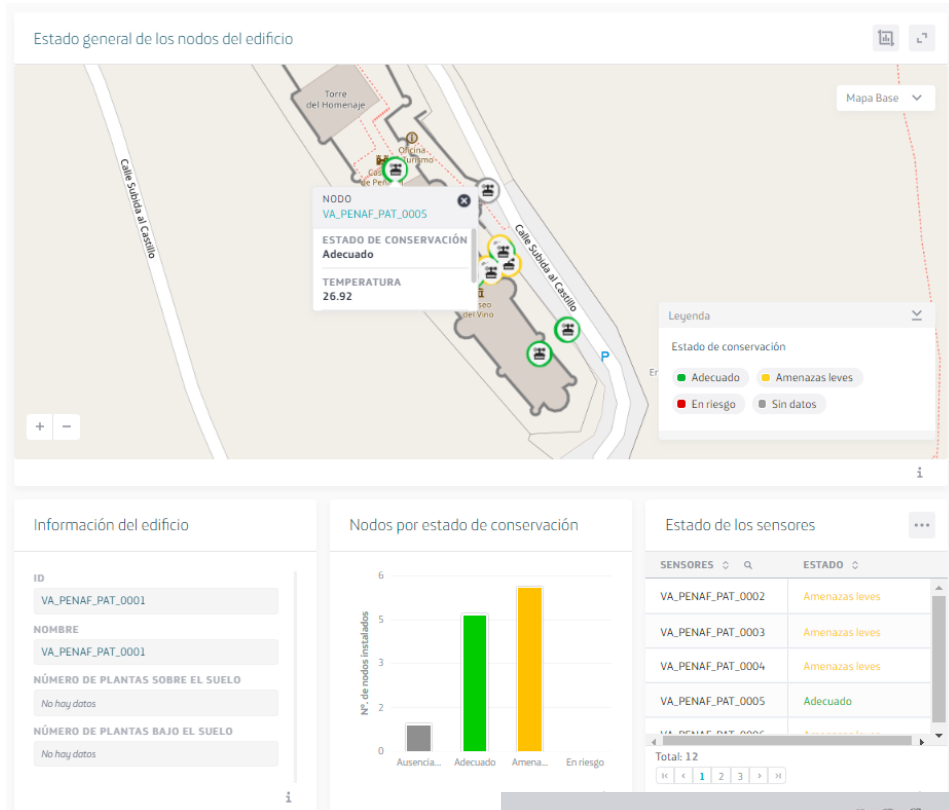 Estado general de los nodos del edificio
Mapa Base
Torre
del Homenaje
Oficina
Turismo
Calle Subida al Castillo
NODO
VA_PENAF_PAT_0005
ESTADO DE CONSERVACIÓN
Adecuado
TEMPERATURA
26.92
Calle Subida al Castillo
del Vino
P
Leyenda
Estado de conservación
Adecuado
Amenazas leves
En riesgo
Sin datos
+ −
i
Información del edificio
ID
VA_PENAF_PAT_0001
NOMBRE
VA_PENAF_PAT_0001
NÚMERO DE PLANTAS SOBRE EL SUELO
No hay datos
NÚMERO DE PLANTAS BAJO EL SUELO
No hay datos
i
Nodos por estado de conservación
Nº. de nodos instalados
6
5
3
2
0
Ausencia... Adecuado Amena... En riesgo
Estado de los sensores
SENSORES ESTADO
VA_PENAF_PAT_0002 Amenazas leves
VA_PENAF_PAT_0003 Amenazas leves
VA_PENAF_PAT_0004 Amenazas leves
VA_PENAF_PAT_0005 Adecuado
VA_PENAF_PAT_0006 Amenazas leves
Total: 12
1 2 3